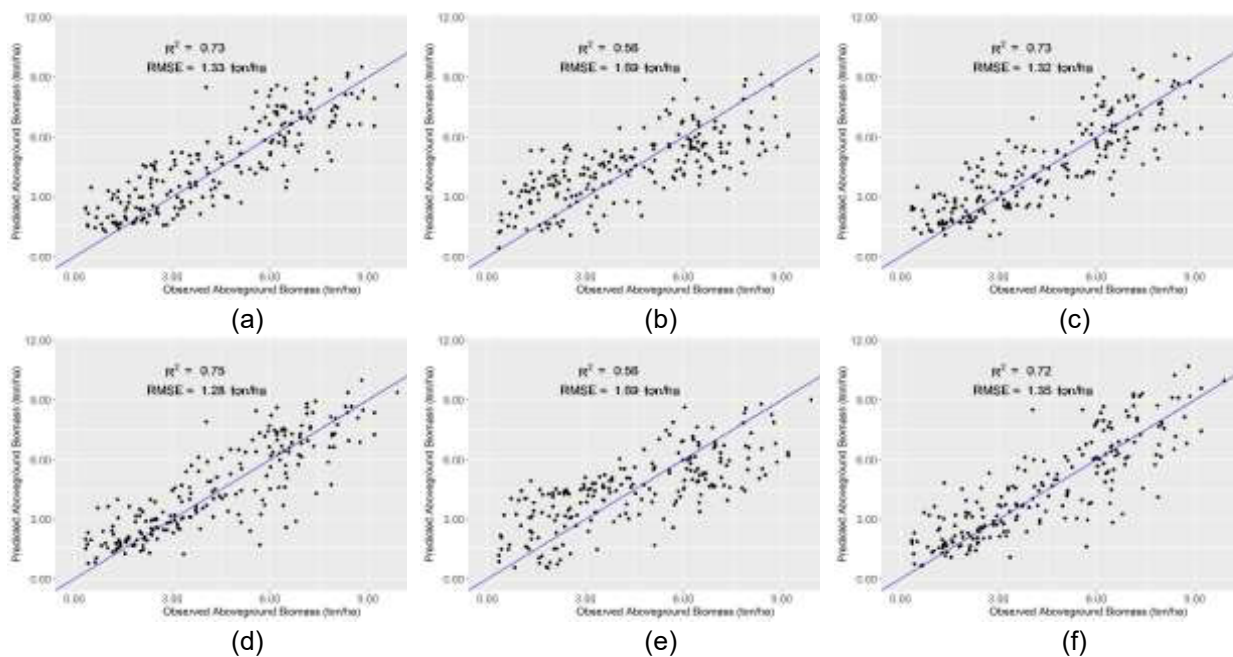 12.00
R² = 0.73
RMSE = 1.33 ton/ha
9.00
6.00
3.00
0.00
Predicted Aboveground Biomass (ton/ha)
0.00 3.00 6.00 9.00
Observed Aboveground Biomass (ton/ha)
(a)
12.00
R² = 0.56
RMSE = 1.69 ton/ha
9.00
6.00
3.00
0.00
Predicted Aboveground Biomass (ton/ha)
0.00 3.00 6.00 9.00
Observed Aboveground Biomass (ton/ha)
(b)
12.00
R² = 0.73
RMSE = 1.32 ton/ha
9.00
6.00
3.00
0.00
Predicted Aboveground Biomass (ton/ha)
0.00 3.00 6.00 9.00
Observed Aboveground Biomass (ton/ha)
(c)
12.00
R² = 0.75
RMSE = 1.28 ton/ha
9.00
6.00
3.00
0.00
Predicted Aboveground Biomass (ton/ha)
0.00 3.00 6.00 9.00
Observed Aboveground Biomass (ton/ha)
(d)
12.00
R² = 0.56
RMSE = 1.69 ton/ha
9.00
6.00
3.00
0.00
Predicted Aboveground Biomass (ton/ha)
0.00 3.00 6.00 9.00
Observed Aboveground Biomass (ton/ha)
(e)
12.00
R² = 0.72
RMSE = 1.35 ton/ha
9.00
6.00
3.00
0.00
Predicted Aboveground Biomass (ton/ha)
0.00 3.00 6.00 9.00
Observed Aboveground Biomass (ton/ha)
(f)